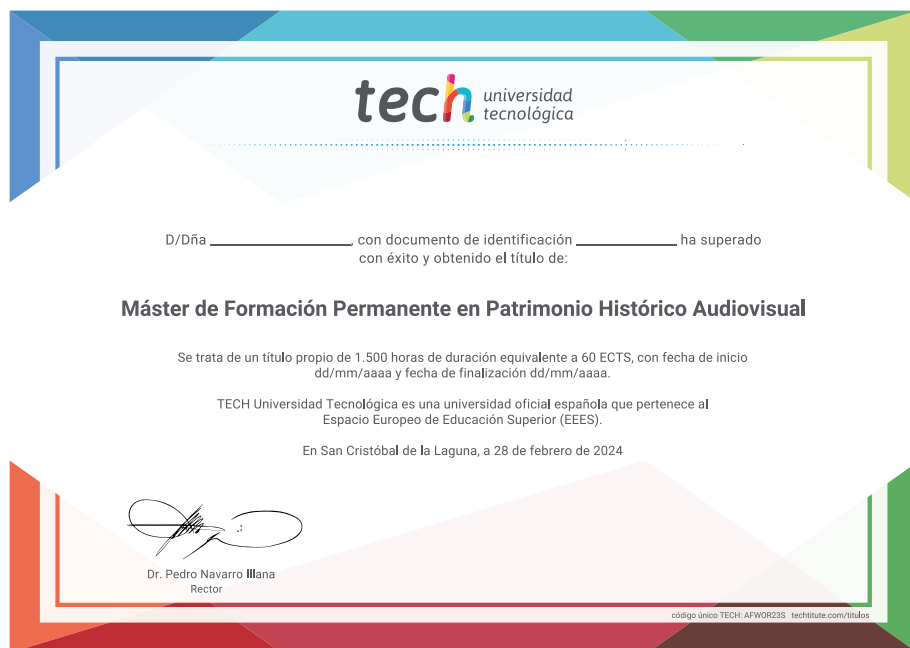 tech universidad
tecnológica
D/Dña ____________________, con documento de identificación ______________ ha superado
con éxito y obtenido el título de:
Máster de Formación Permanente en Patrimonio Histórico Audiovisual
Se trata de un título propio de 1.500 horas de duración equivalente a 60 ECTS, con fecha de inicio
dd/mm/aaaa y fecha de finalización dd/mm/aaaa.
TECH Universidad Tecnológica es una universidad oficial española que pertenece al
Espacio Europeo de Educación Superior (EEES).
En San Cristóbal de la Laguna, a 28 de febrero de 2024
Dr. Pedro Navarro Illana
Rector
código único TECH: AFWOR23S techtitute.com/titulos